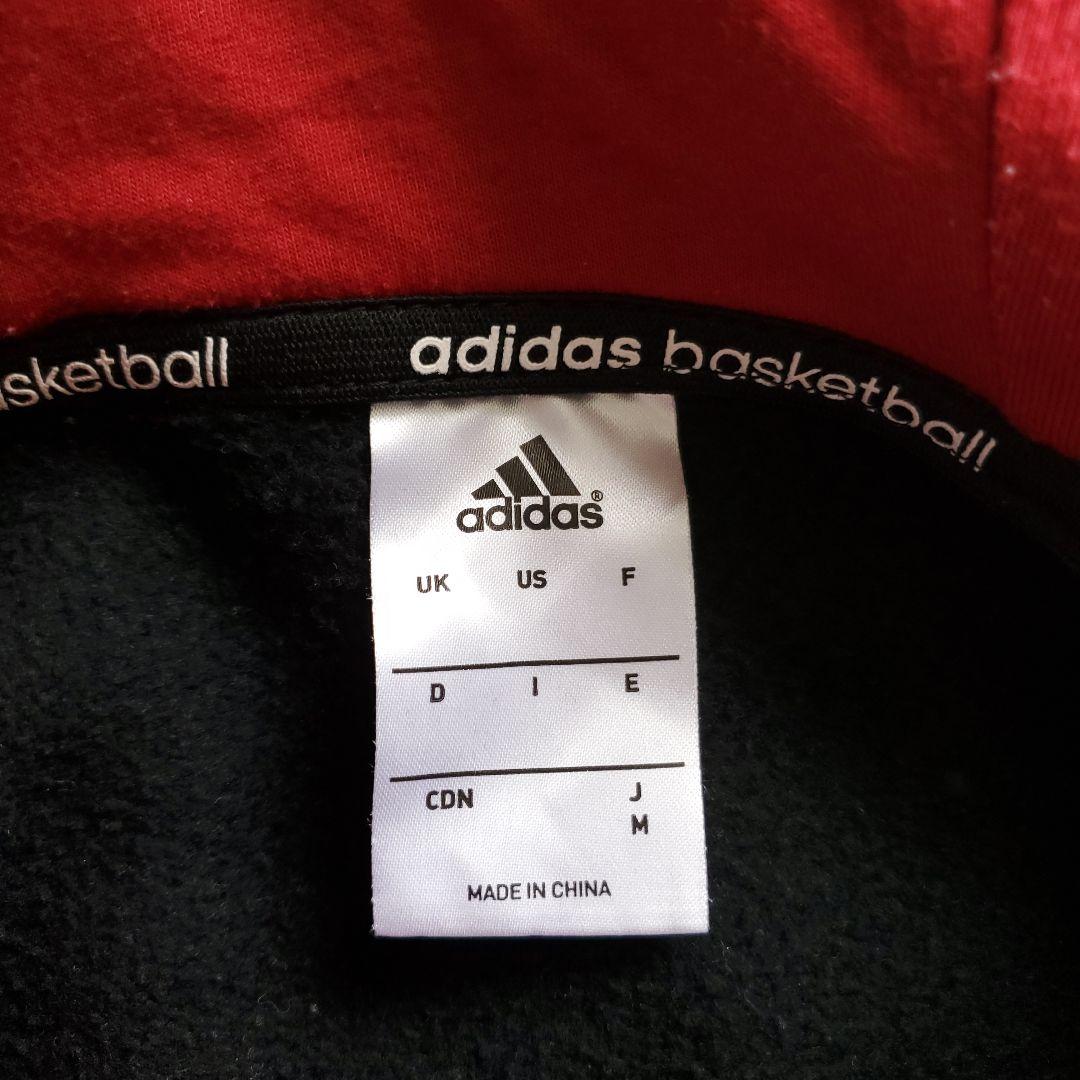 asketball
adidas basketball
adidas®
UK US F
D I E
CDN J
M
MADE IN CHINA